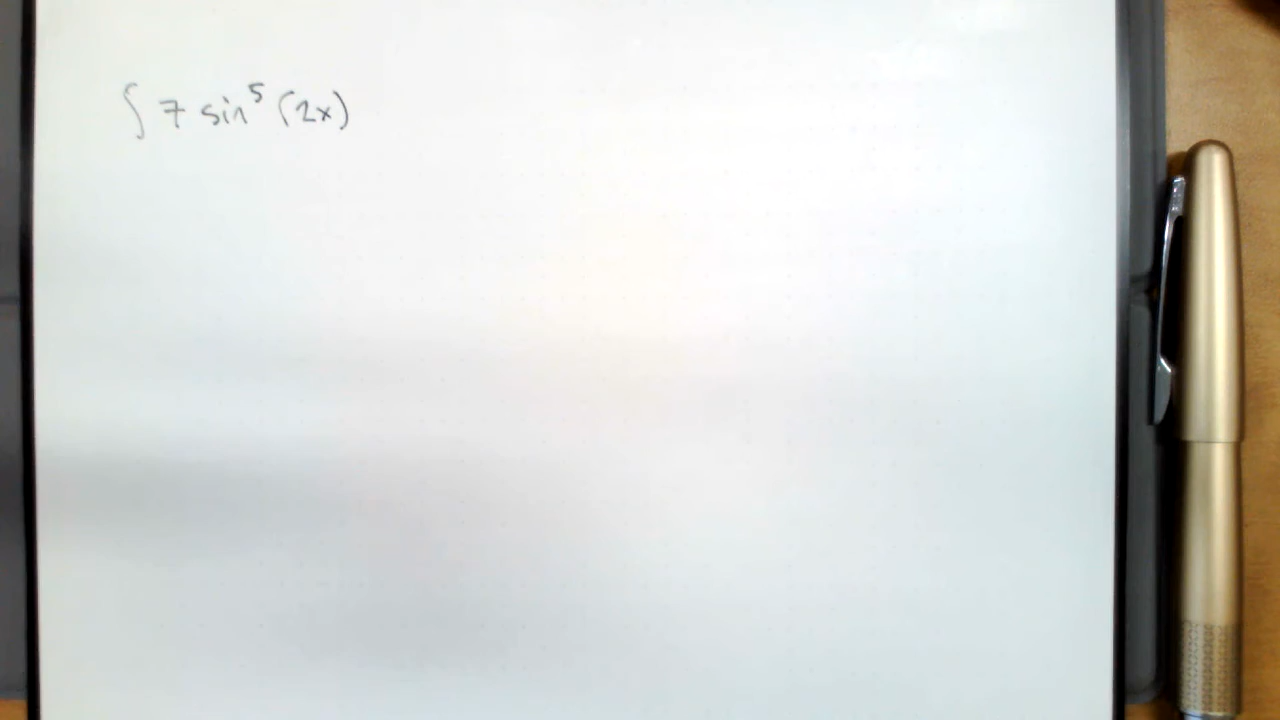 ∫ 7 sin⁵ (2x)